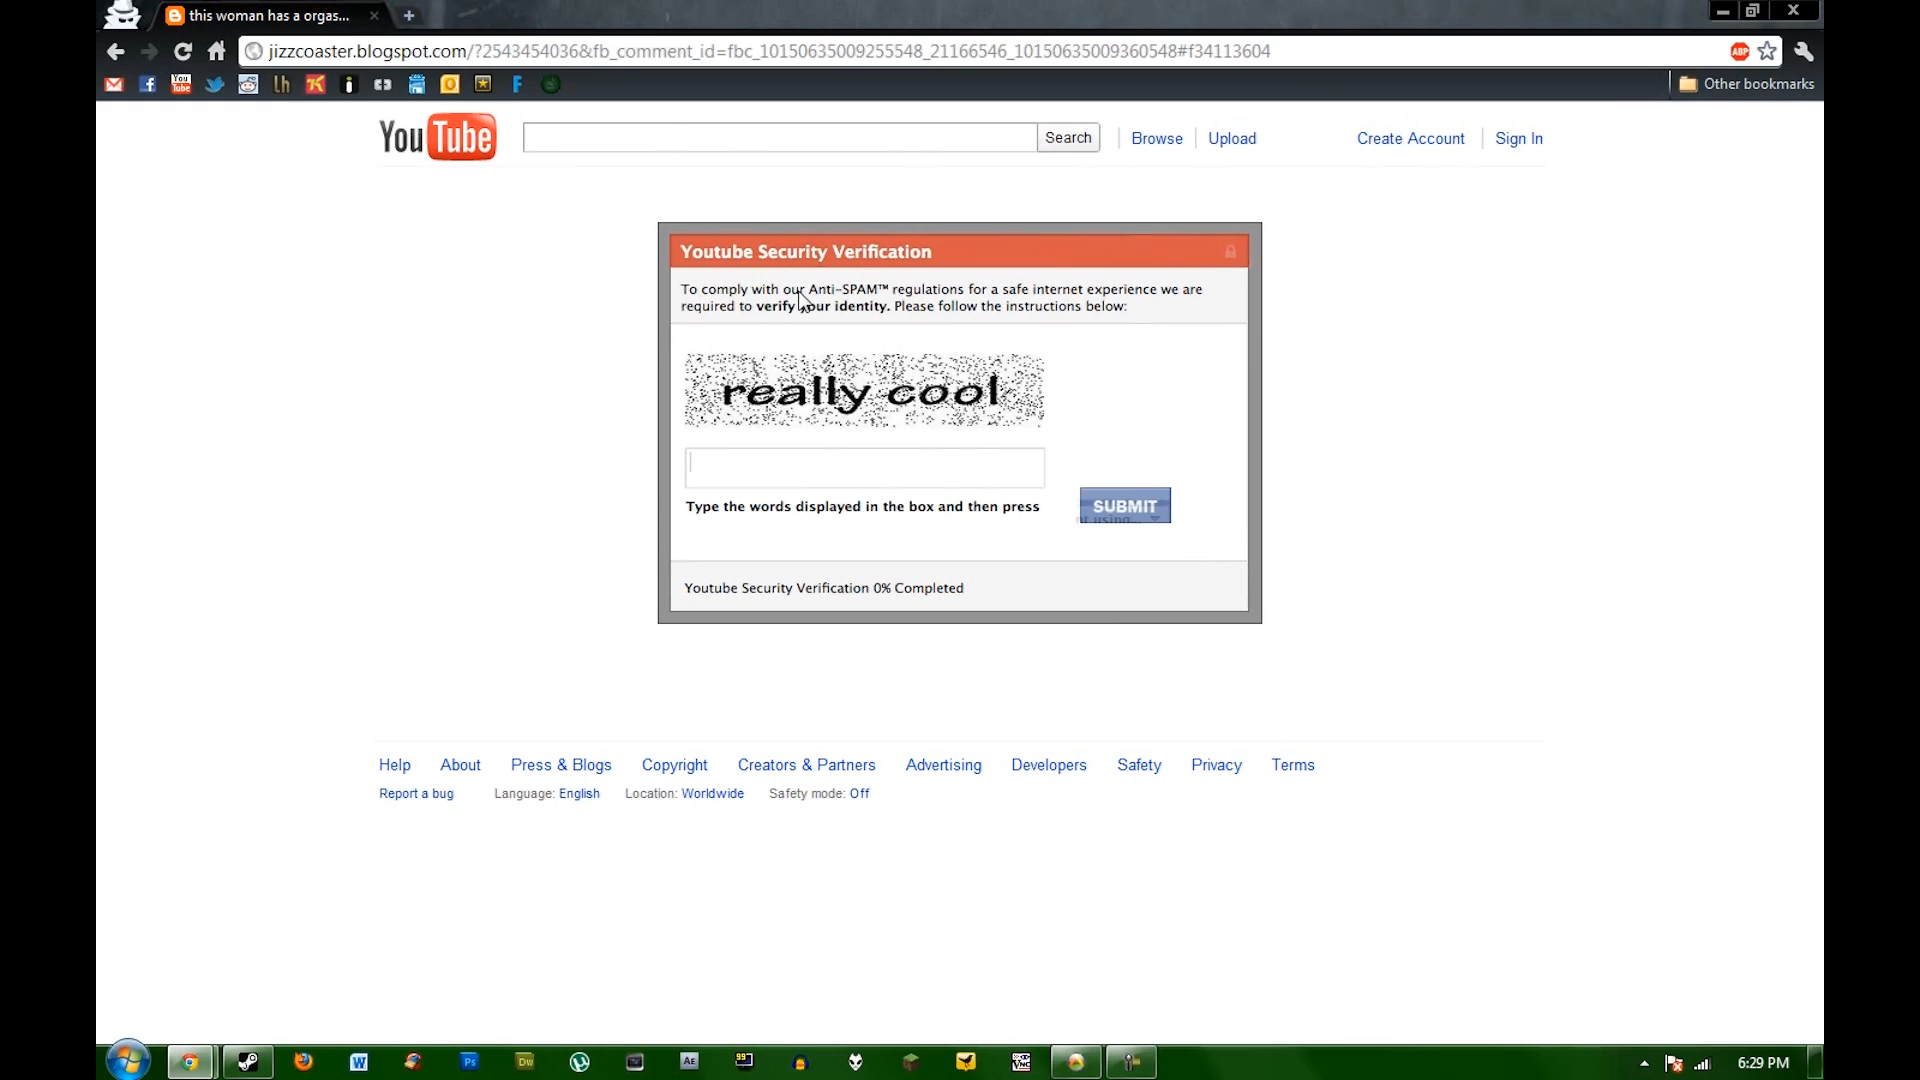 this woman has a orgas...
jizzcoaster.blogspot.com/?2543454036&fb_comment_id=fbc_10150635009255548_21166546_10150635009360548#f34113604
ABP
Other bookmarks
YouTube
Search
Browse
Upload
Create Account
Sign In
Youtube Security Verification
To comply with our Anti-SPAM™ regulations for a safe internet experience we are
required to verify your identity. Please follow the instructions below:
really cool
Type the words displayed in the box and then press
SUBMIT
nt using...
Youtube Security Verification 0% Completed
Help About Press & Blogs Copyright Creators & Partners Advertising Developers Safety Privacy Terms
Report a bug Language: English Location: Worldwide Safety mode: Off
6:29 PM